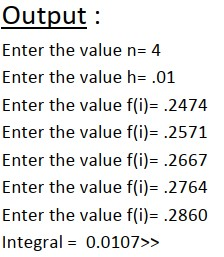 Output :
Enter the value n= 4
Enter the value h= .01
Enter the value f(i)= .2474
Enter the value f(i)= .2571
Enter the value f(i)= .2667
Enter the value f(i)= .2764
Enter the value f(i)= .2860
Integral =  0.0107>>